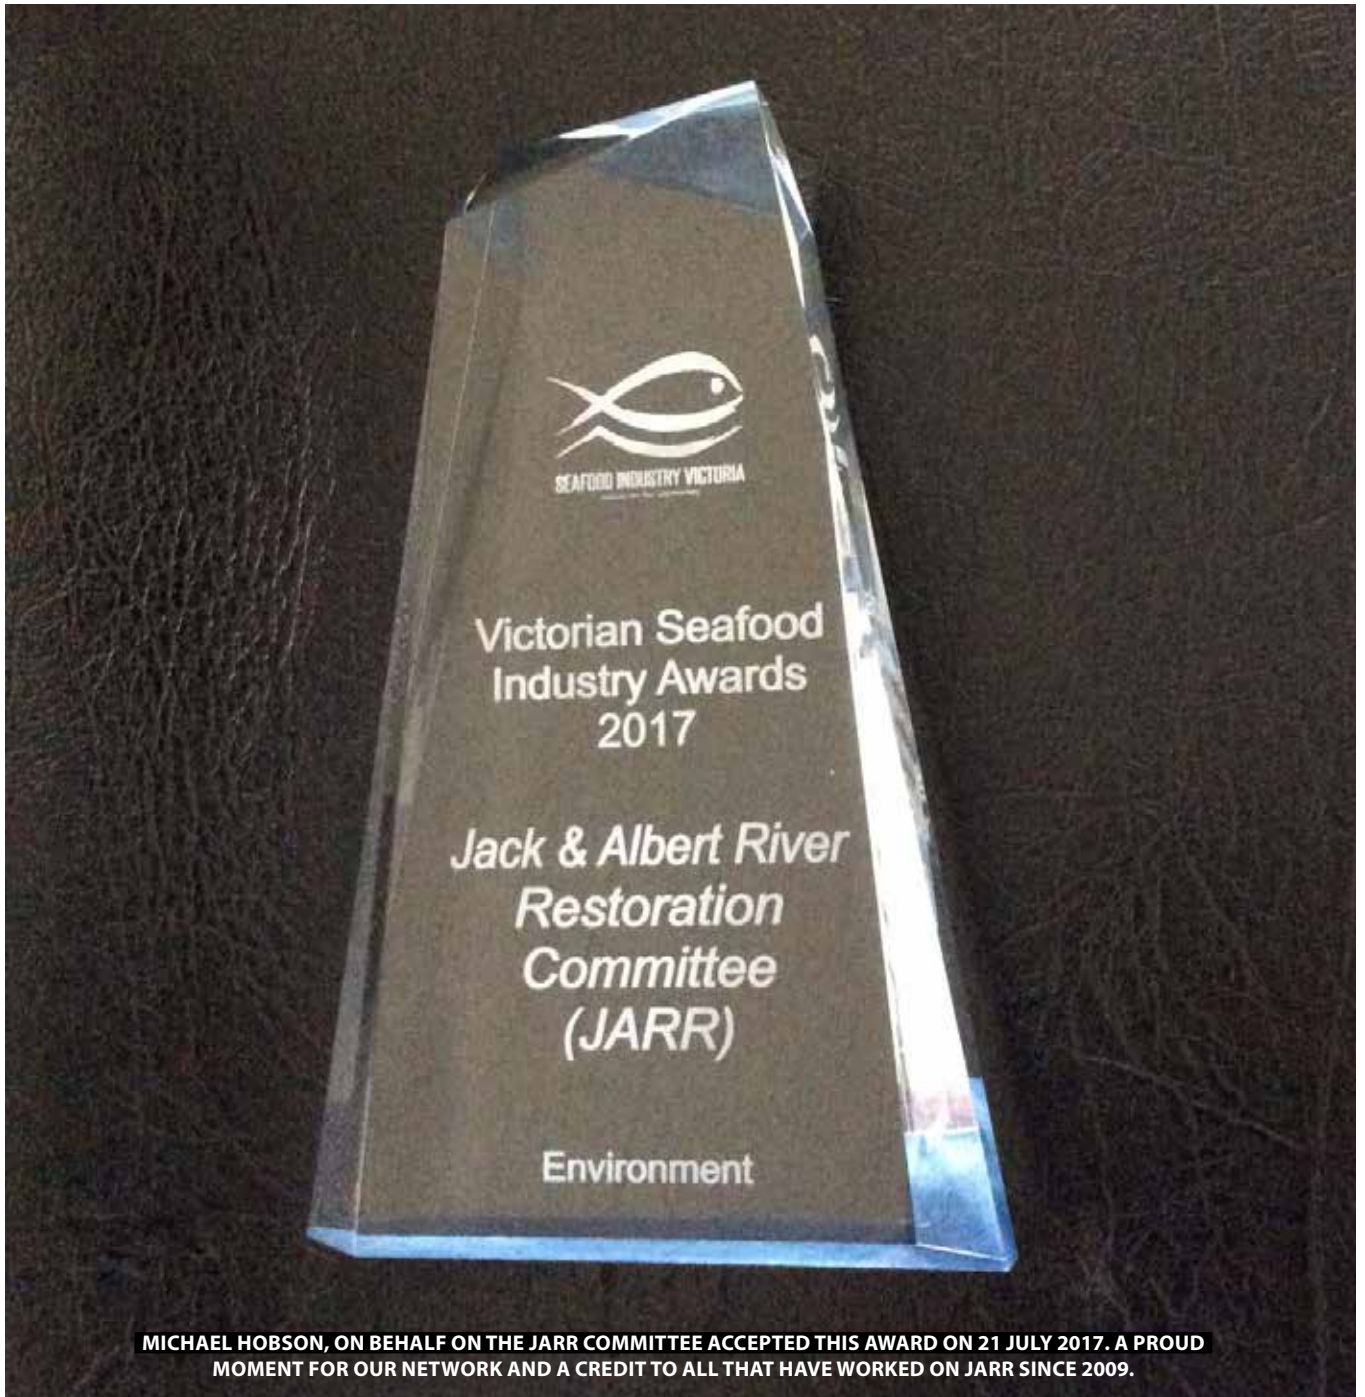 SEAFOOD INDUSTRY VICTORIA
Victorian Seafood
Industry Awards
2017
Jack & Albert River
Restoration
Committee
(JARR)
Environment
MICHAEL HOBSON, ON BEHALF ON THE JARR COMMITTEE ACCEPTED THIS AWARD ON 21 JULY 2017. A PROUD
MOMENT FOR OUR NETWORK AND A CREDIT TO ALL THAT HAVE WORKED ON JARR SINCE 2009.